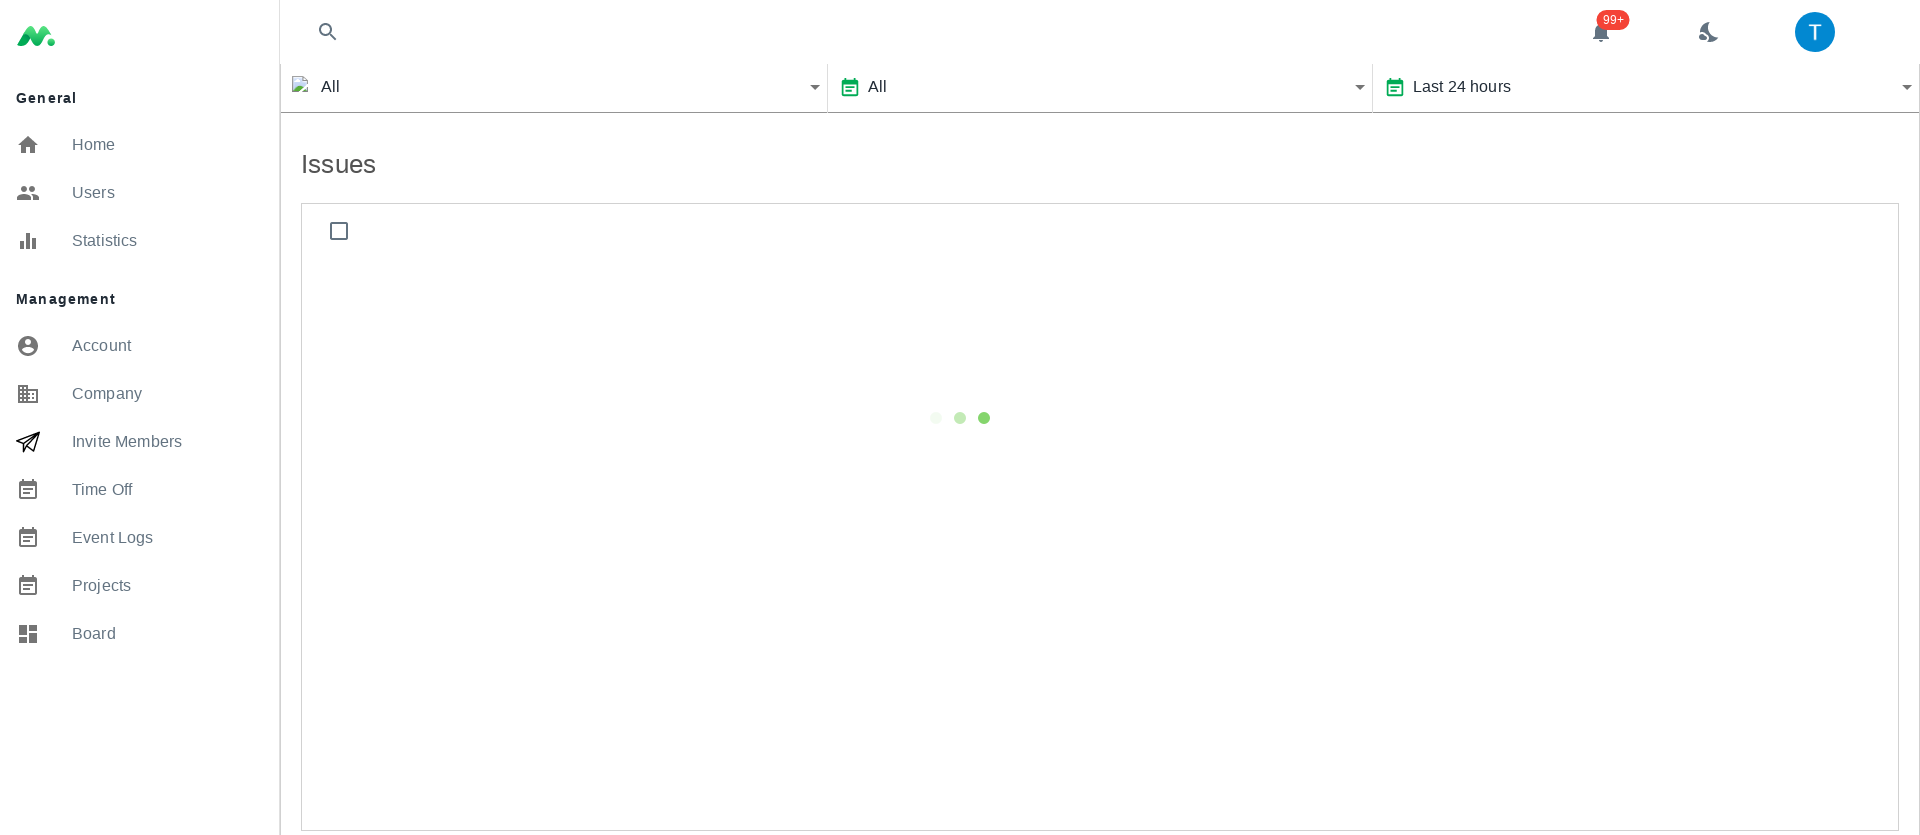 General
Home
Users
Statistics
Management
Account
Company
Invite Members
Time Off
Event Logs
Projects
Board
99+
T
All
All
Last 24 hours
Issues